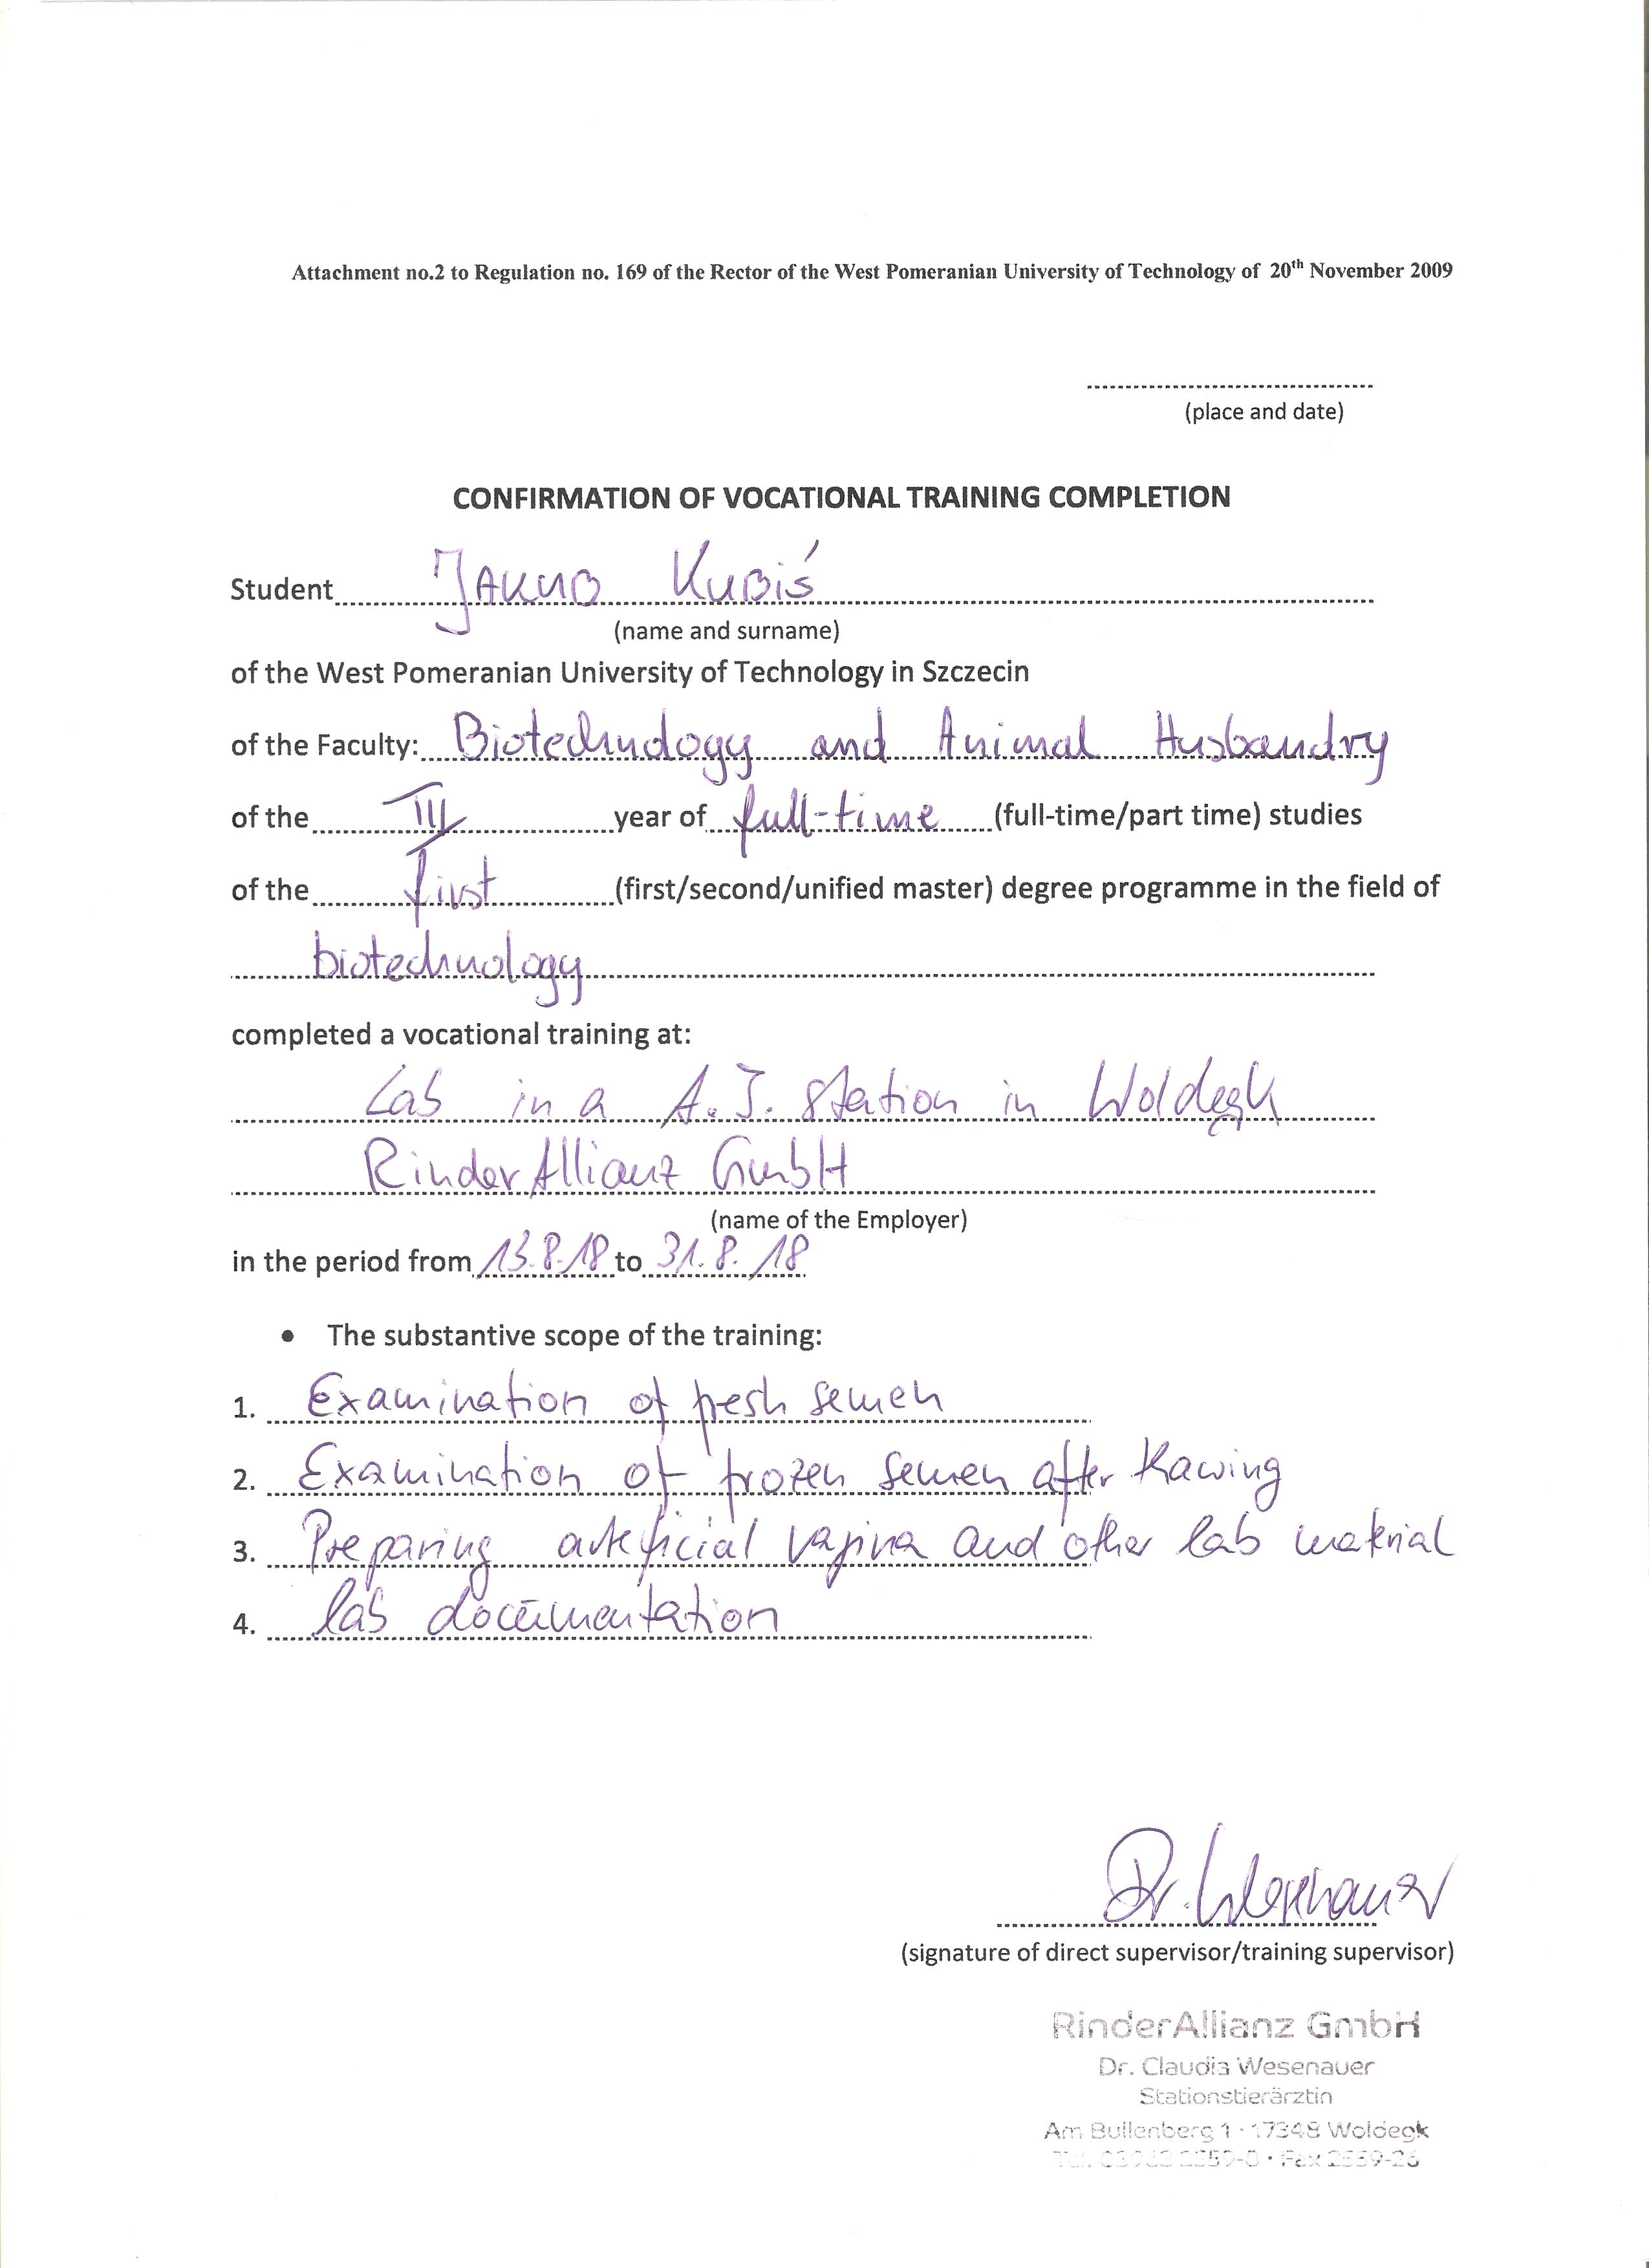 Attachment no.2 to Regulation no. 169 of the Rector of the West Pomeranian University of Technology of 20th November 2009
(place and date)
CONFIRMATION OF VOCATIONAL TRAINING COMPLETION
Student JAKUB KUBIŚ
(name and surname)
of the West Pomeranian University of Technology in Szczecin
of the Faculty: Biotechnology and Animal Husbandry
of the III year of full-time (full-time/part time) studies
of the first (first/second/unified master) degree programme in the field of
biotechnology
completed a vocational training at:
Lab in a A.I. Station in Woldegk
RinderAllianz GmbH
(name of the Employer)
in the period from 13.8.18 to 31.8.18
• The substantive scope of the training:
1. Examination of fresh semen
2. Examination of frozen semen after thawing
3. Preparing arteficial vagina and other lab material
4. lab documentation
Dr. Wesenauer
(signature of direct supervisor/training supervisor)
RinderAllianz GmbH
Dr. Claudia Wesenauer
Stationstierärztin
Am Bullenberg 1 · 17348 Woldegk
Tel. · Fax 2559-26